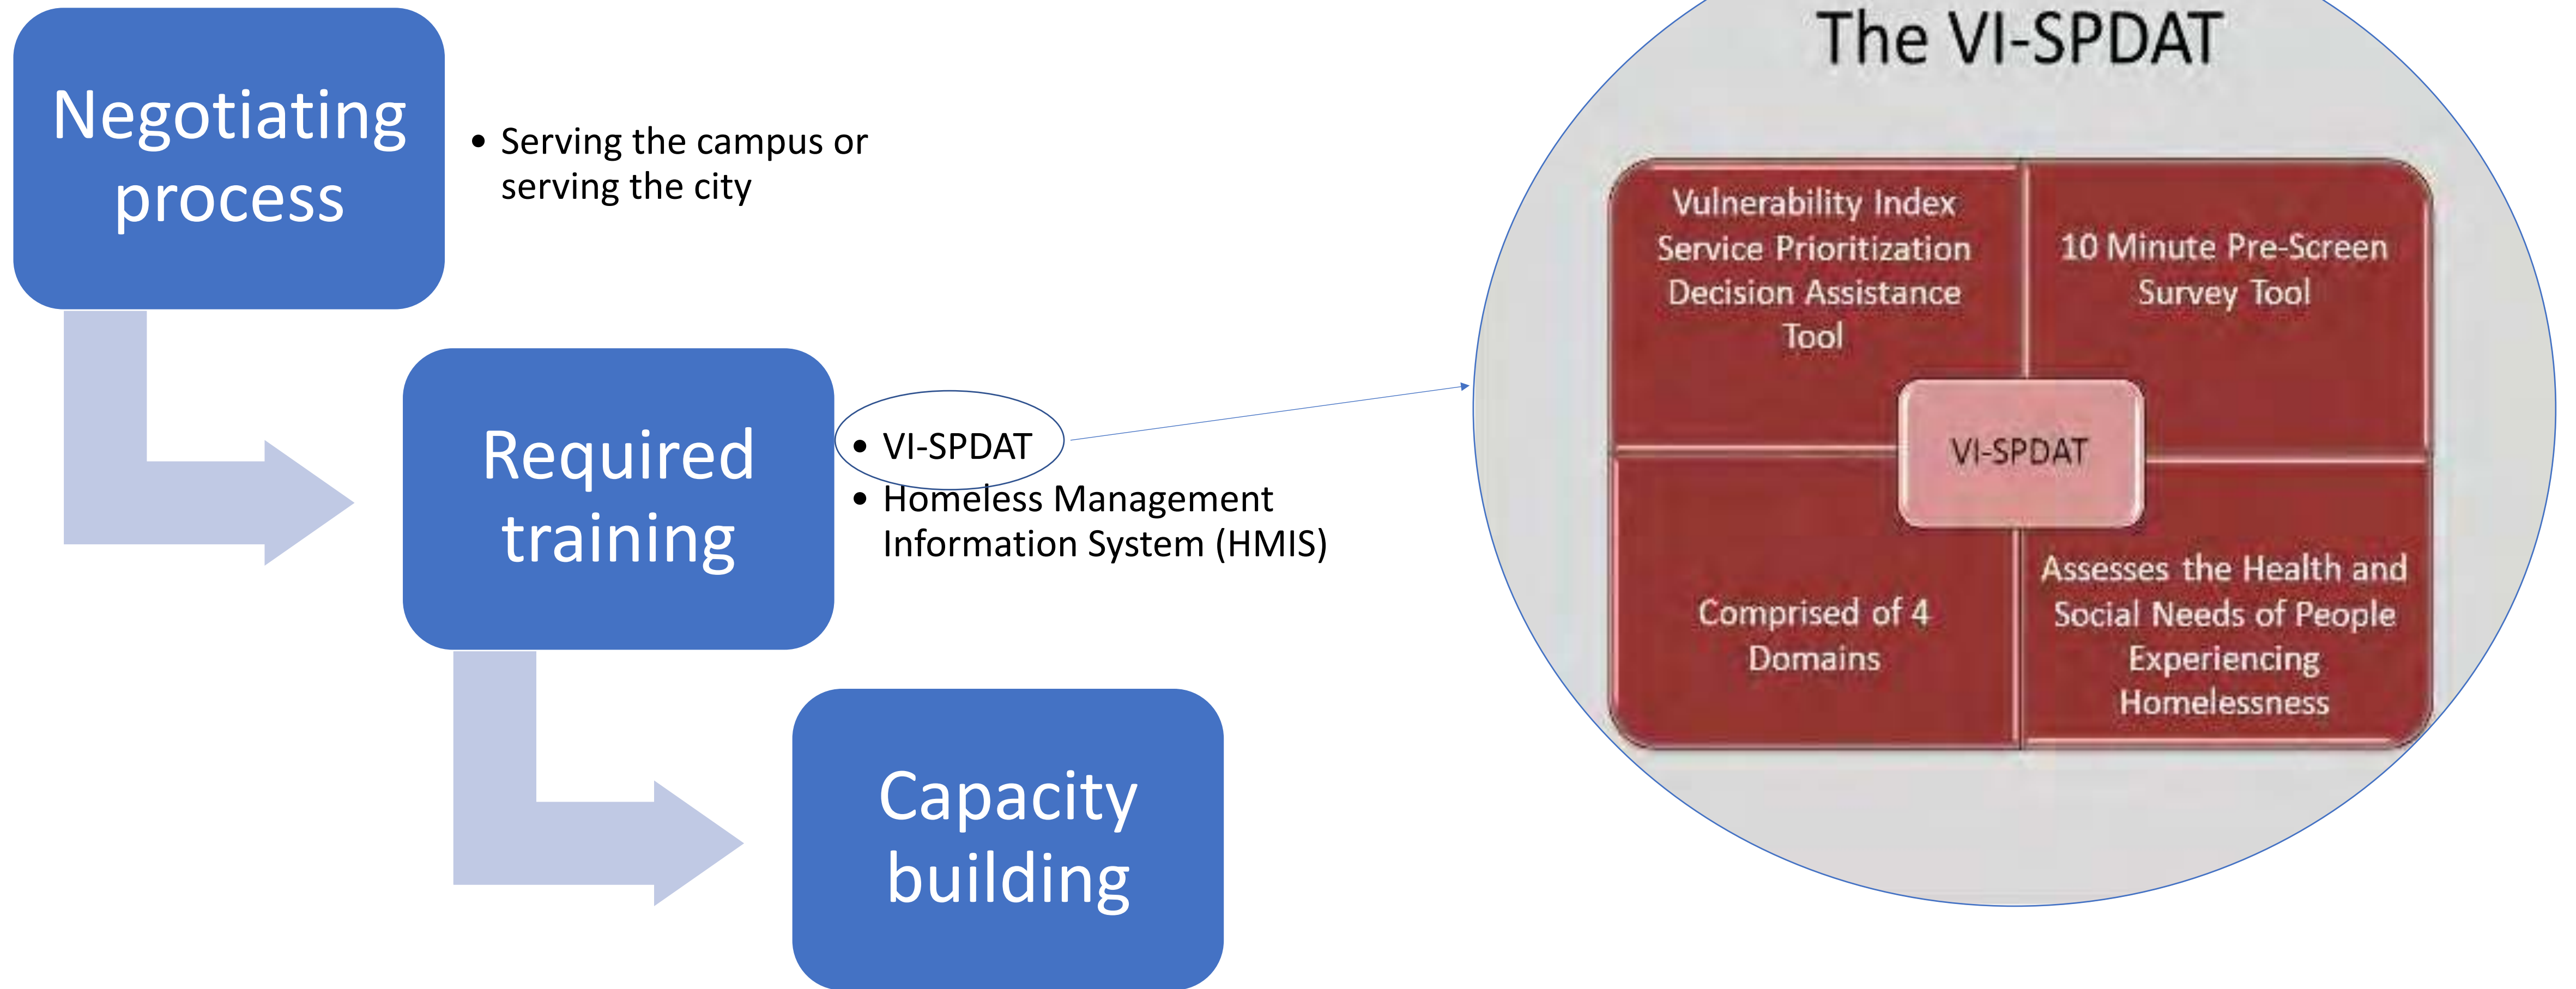 Negotiating
process
• Serving the campus or
serving the city
Required
training
• VI-SPDAT
• Homeless Management
Information System (HMIS)
Capacity
building
The VI-SPDAT
Vulnerability Index
Service Prioritization
Decision Assistance
Tool
10 Minute Pre-Screen
Survey Tool
VI-SPDAT
Comprised of 4
Domains
Assesses the Health and
Social Needs of People
Experiencing
Homelessness